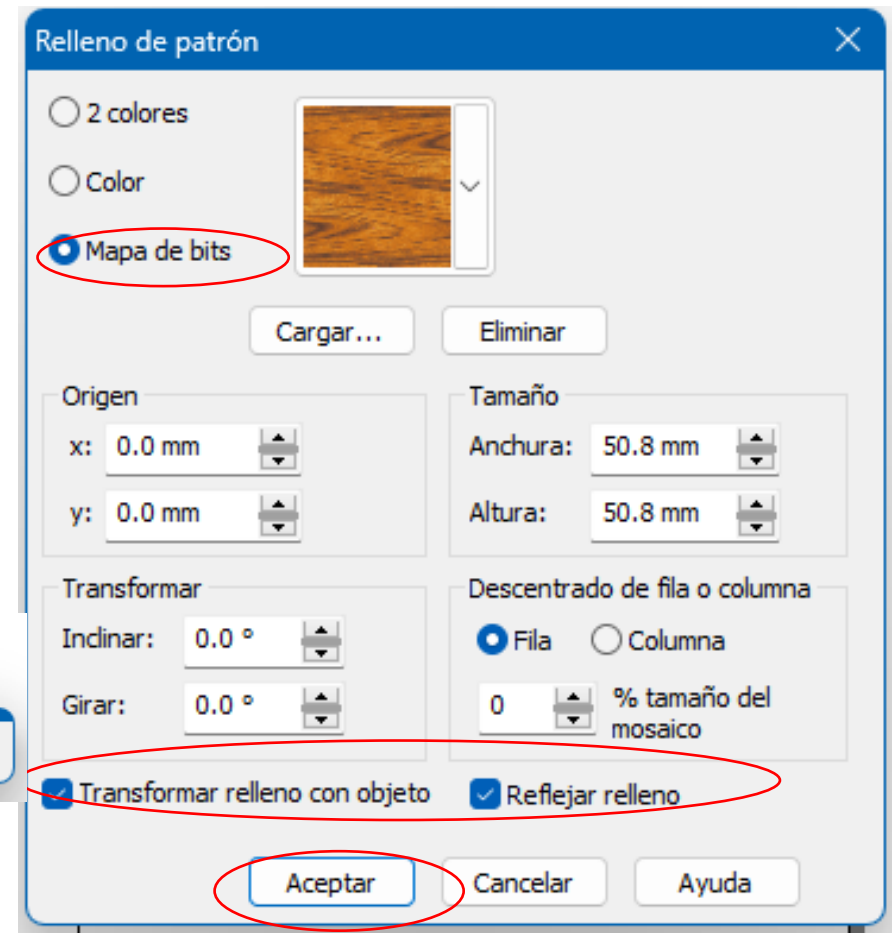 Relleno de patrón
2 colores
Color
Mapa de bits
Cargar... Eliminar
Origen Tamaño
x: 0.0 mm Anchura: 50.8 mm
y: 0.0 mm Altura: 50.8 mm
Transformar Descentrado de fila o columna
Inclinar: 0.0 ° Fila Columna
Girar: 0.0 ° 0 % tamaño del
mosaico
Transformar relleno con objeto Reflejar relleno
Aceptar Cancelar Ayuda